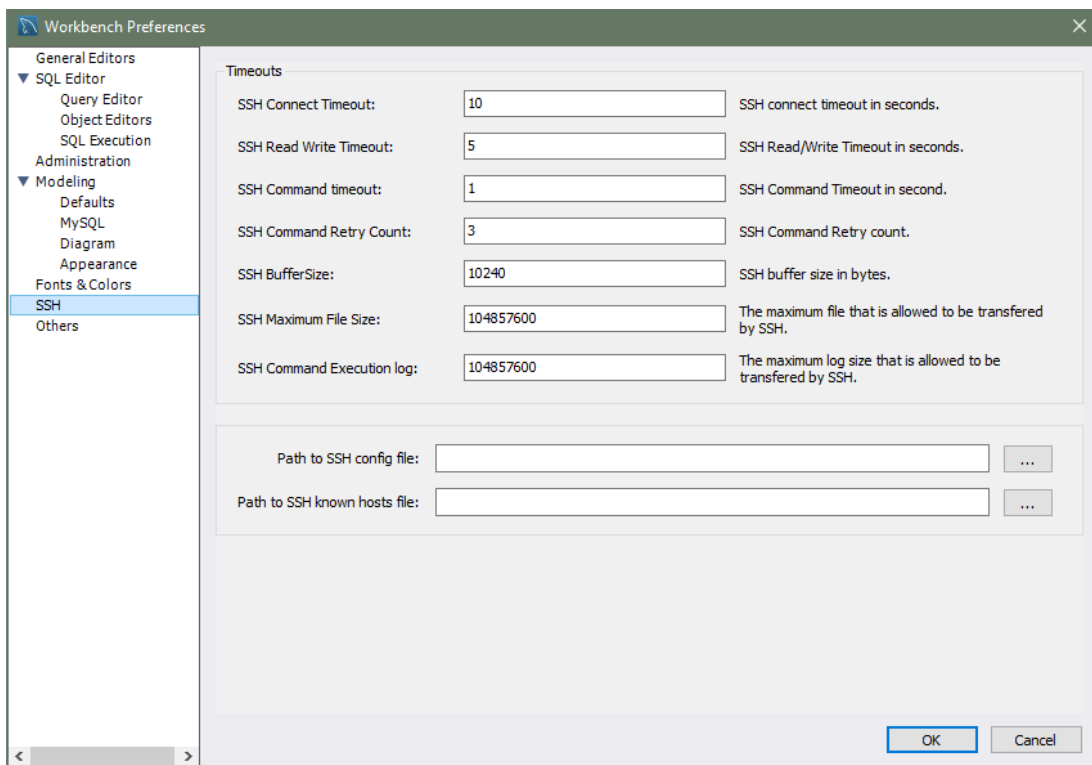 Workbench Preferences
General Editors
SQL Editor
Query Editor
Object Editors
SQL Execution
Administration
Modeling
Defaults
MySQL
Diagram
Appearance
Fonts & Colors
SSH
Others
Timeouts
SSH Connect Timeout: 10 SSH connect timeout in seconds.
SSH Read Write Timeout: 5 SSH Read/Write Timeout in seconds.
SSH Command timeout: 1 SSH Command Timeout in second.
SSH Command Retry Count: 3 SSH Command Retry count.
SSH BufferSize: 10240 SSH buffer size in bytes.
SSH Maximum File Size: 104857600 The maximum file that is allowed to be transfered
by SSH.
SSH Command Execution log: 104857600 The maximum log size that is allowed to be
transfered by SSH.
Path to SSH config file: ...
Path to SSH known hosts file: ...
OK Cancel